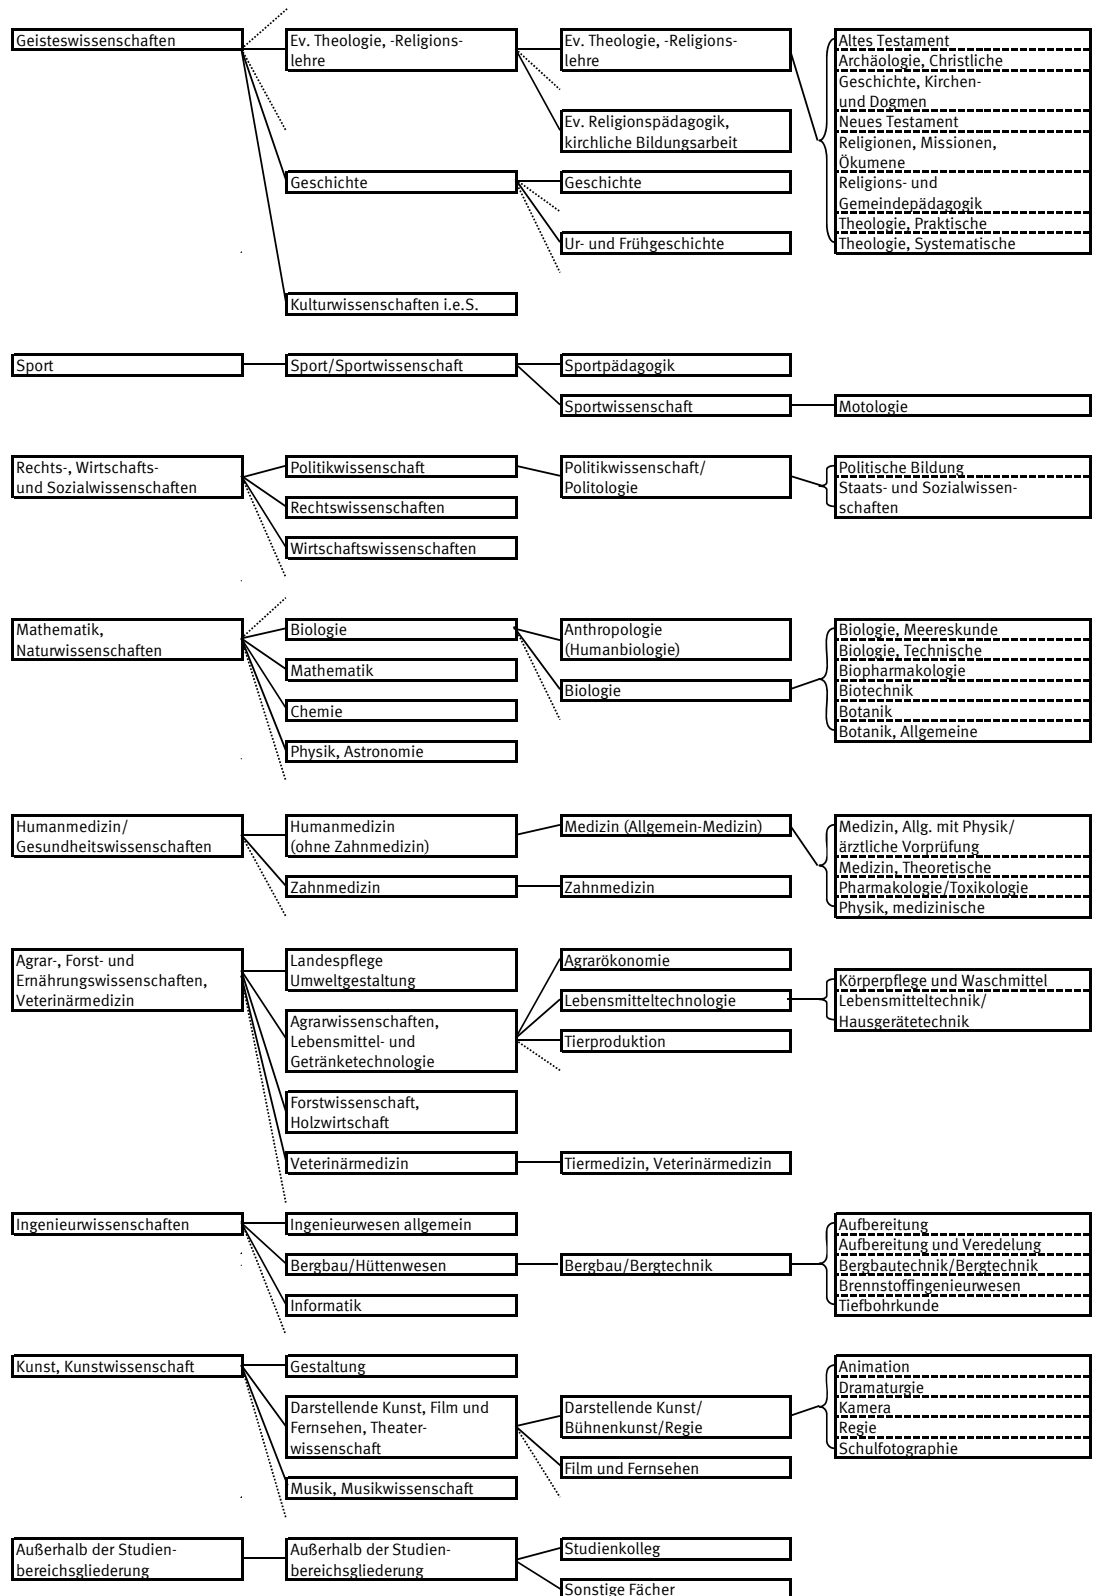 Geisteswissenschaften
Ev. Theologie, -Religions-
lehre
Ev. Theologie, -Religions-
lehre
Altes Testament
Archäologie, Christliche
Geschichte, Kirchen-
und Dogmen
Neues Testament
Religionen, Missionen,
Ökumene
Religions- und
Gemeindepädagogik
Theologie, Praktische
Theologie, Systematische
Ev. Religionspädagogik,
kirchliche Bildungsarbeit
Geschichte
Geschichte
Ur- und Frühgeschichte
Kulturwissenschaften i.e.S.
Sport
Sport/Sportwissenschaft
Sportpädagogik
Sportwissenschaft
Motologie
Rechts-, Wirtschafts-
und Sozialwissenschaften
Politikwissenschaft
Politikwissenschaft/
Politologie
Politische Bildung
Staats- und Sozialwissen-
schaften
Rechtswissenschaften
Wirtschaftswissenschaften
Mathematik,
Naturwissenschaften
Biologie
Anthropologie
(Humanbiologie)
Biologie, Meereskunde
Biologie, Technische
Biopharmakologie
Biotechnik
Botanik
Botanik, Allgemeine
Mathematik
Biologie
Chemie
Physik, Astronomie
Humanmedizin/
Gesundheitswissenschaften
Humanmedizin
(ohne Zahnmedizin)
Medizin (Allgemein-Medizin)
Medizin, Allg. mit Physik/
ärztliche Vorprüfung
Medizin, Theoretische
Pharmakologie/Toxikologie
Physik, medizinische
Zahnmedizin
Zahnmedizin
Agrar-, Forst- und
Ernährungswissenschaften,
Veterinärmedizin
Landespflege
Umweltgestaltung
Agrarökonomie
Lebensmitteltechnologie
Körperpflege und Waschmittel
Lebensmitteltechnik/
Hausgerätetechnik
Agrarwissenschaften,
Lebensmittel- und
Getränketechnologie
Tierproduktion
Forstwissenschaft,
Holzwirtschaft
Veterinärmedizin
Tiermedizin, Veterinärmedizin
Ingenieurwissenschaften
Ingenieurwesen allgemein
Aufbereitung
Aufbereitung und Veredelung
Bergbautechnik/Bergtechnik
Brennstoffingenieurwesen
Tiefbohrkunde
Bergbau/Hüttenwesen
Bergbau/Bergtechnik
Informatik
Kunst, Kunstwissenschaft
Gestaltung
Animation
Dramaturgie
Kamera
Regie
Schulfotographie
Darstellende Kunst, Film und
Fernsehen, Theater-
wissenschaft
Darstellende Kunst/
Bühnenkunst/Regie
Film und Fernsehen
Musik, Musikwissenschaft
Außerhalb der Studien-
bereichsgliederung
Außerhalb der Studien-
bereichsgliederung
Studienkolleg
Sonstige Fächer